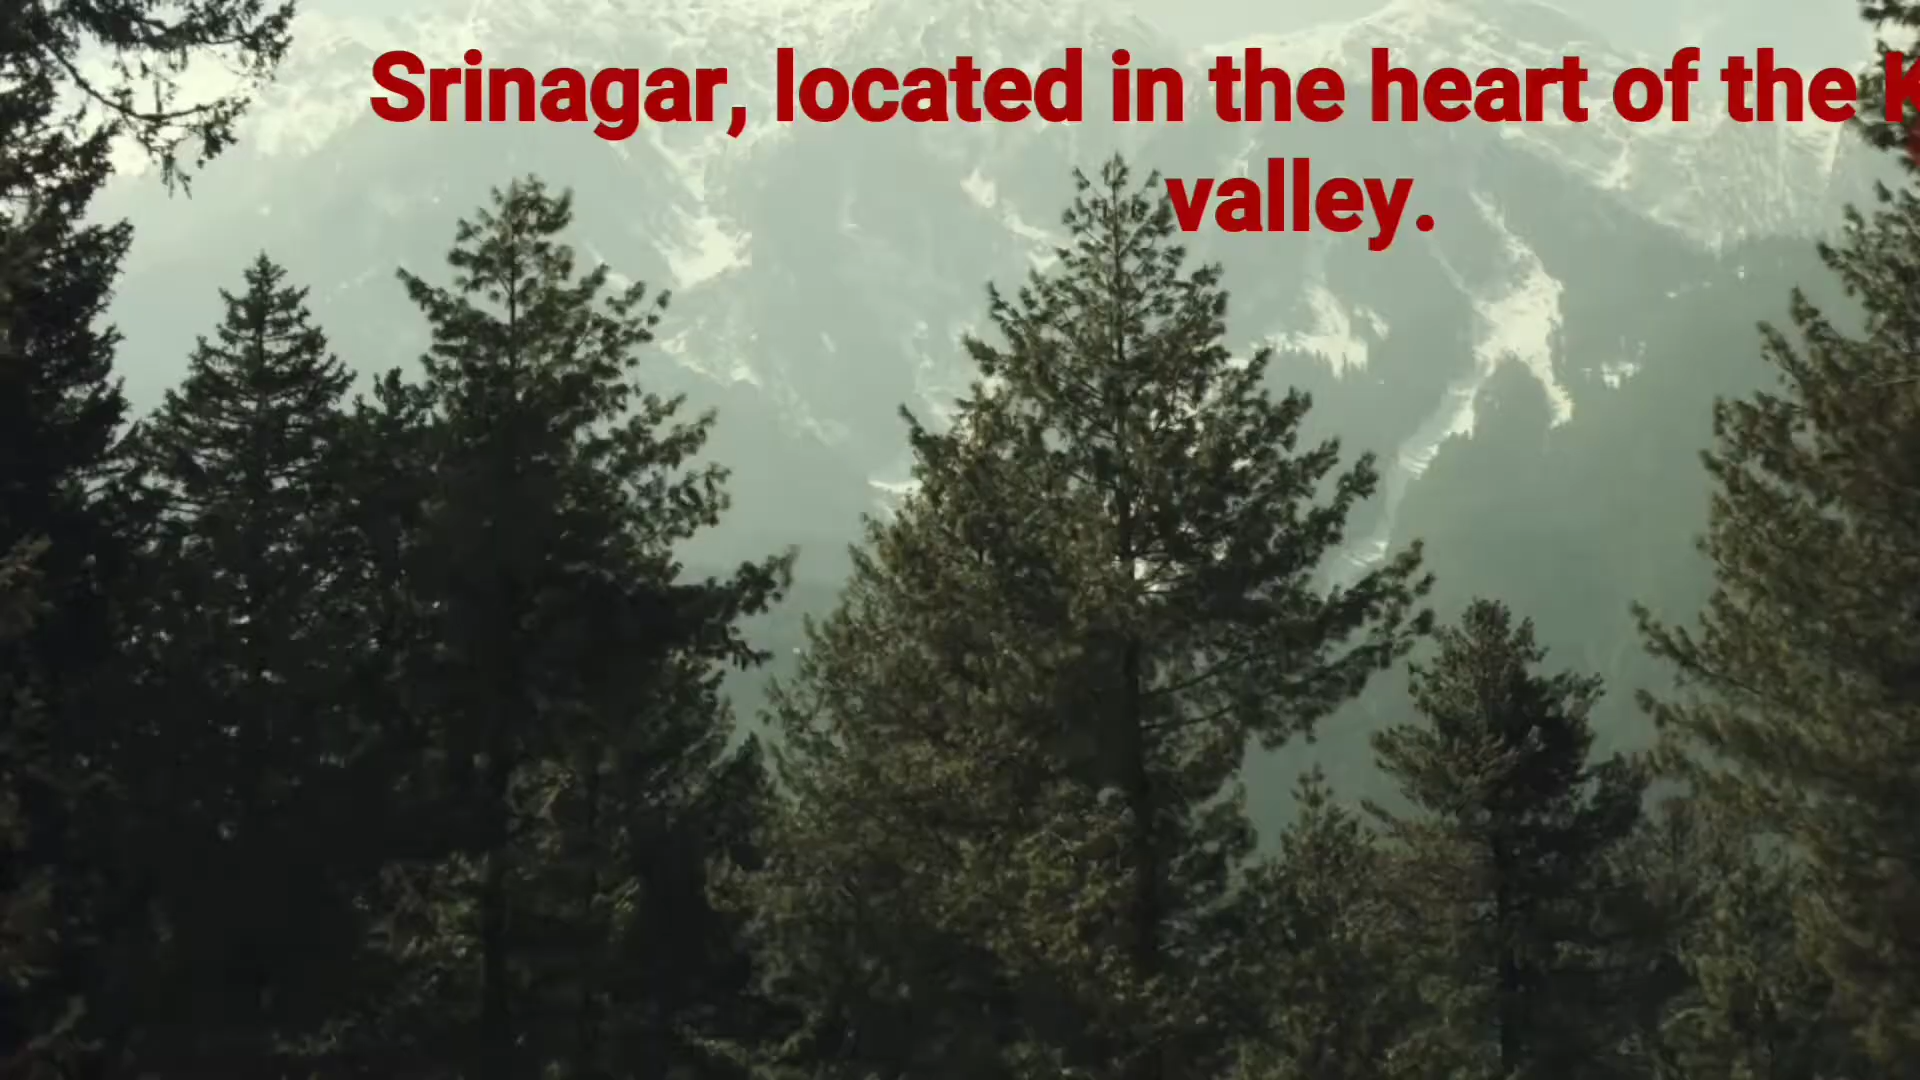 Srinagar, located in the heart of the
valley.